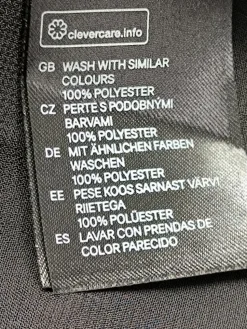 clevercare.info
GB WASH WITH SIMILAR
COLOURS
100% POLYESTER
CZ PERTE S PODOBNÝMI
BARVAMI
100% POLYESTER
DE MIT ÄHNLICHEN FARBEN
WASCHEN
100% POLYESTER
EE PESE KOOS SARNAST VÄRVI
RIIETEGA
100% POLÜESTER
ES LAVAR CON PRENDAS DE
COLOR PARECIDO